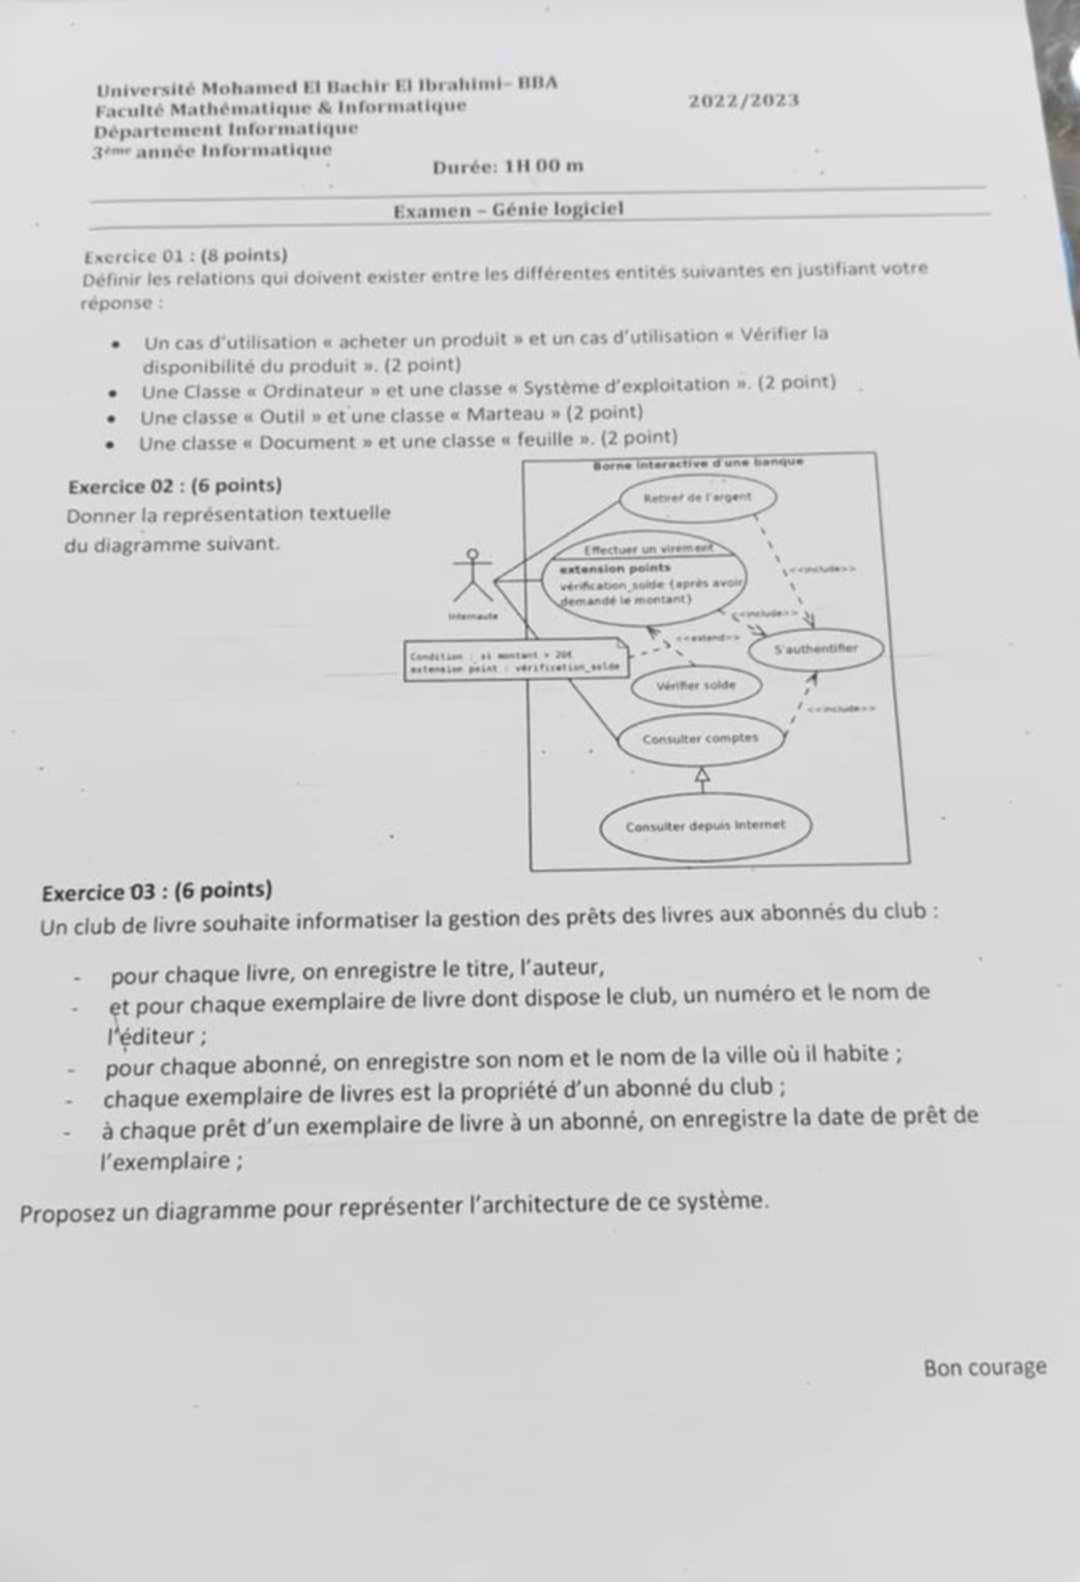 Université Mohamed El Bachir El Ibrahimi- BBA
Faculté Mathématique & Informatique
2022/2023
Département Informatique
3ème année Informatique
Durée: 1H 00 m
Examen – Génie logiciel
Exercice 01 : (8 points)
Définir les relations qui doivent exister entre les différentes entités suivantes en justifiant votre
réponse :
• Un cas d'utilisation « acheter un produit » et un cas d'utilisation « Vérifier la
disponibilité du produit ». (2 point)
• Une Classe « Ordinateur » et une classe « Système d'exploitation ». (2 point)
• Une classe « Outil » et une classe « Marteau » (2 point)
• Une classe « Document » et une classe « feuille ». (2 point)
Exercice 02 : (6 points)
Donner la représentation textuelle
du diagramme suivant.
Borne interactive d'une banque
Retirer de l'argent
Effectuer un virement
extension points
vérification_solde {après avoir
demandé le montant}
<<include>>
<<include>>
Internaute
<<extend>>
S'authentifier
Condition : si montant > 20€
extension point : vérification_solde
Vérifier solde
<<include>>
Consulter comptes
Consulter depuis Internet
Exercice 03 : (6 points)
Un club de livre souhaite informatiser la gestion des prêts des livres aux abonnés du club :
- pour chaque livre, on enregistre le titre, l'auteur,
- et pour chaque exemplaire de livre dont dispose le club, un numéro et le nom de
l'éditeur ;
- pour chaque abonné, on enregistre son nom et le nom de la ville où il habite ;
- chaque exemplaire de livres est la propriété d'un abonné du club ;
- à chaque prêt d'un exemplaire de livre à un abonné, on enregistre la date de prêt de
l'exemplaire ;
Proposez un diagramme pour représenter l'architecture de ce système.
Bon courage